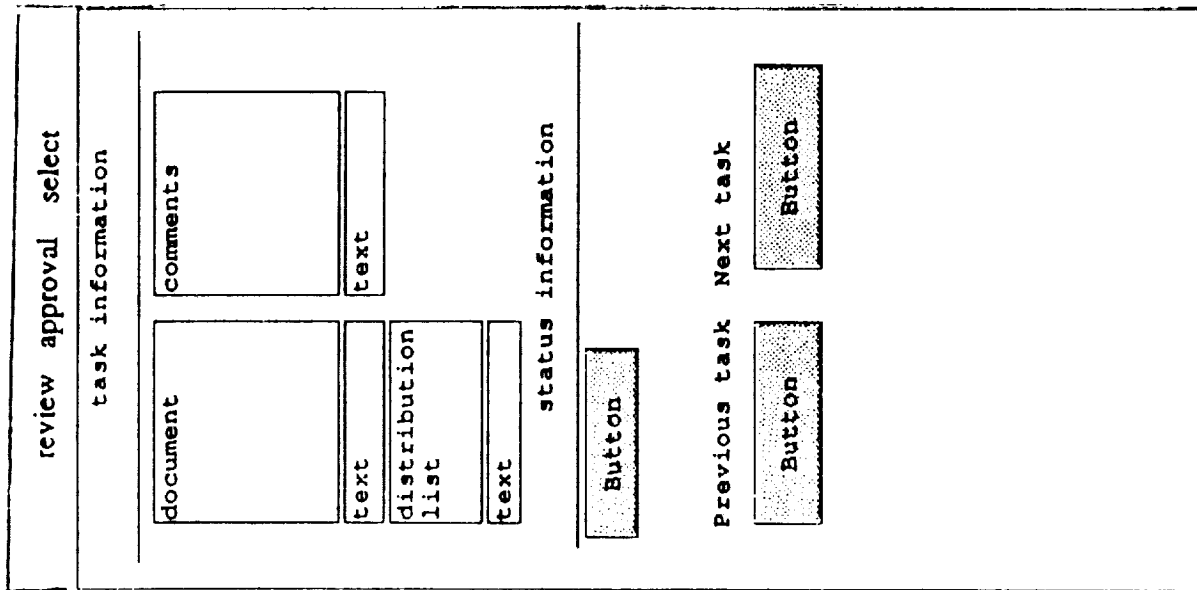 review approval select
task information
document
comments
text
text
distribution
list
text
status information
Button
Previous task
Next task
Button
Button